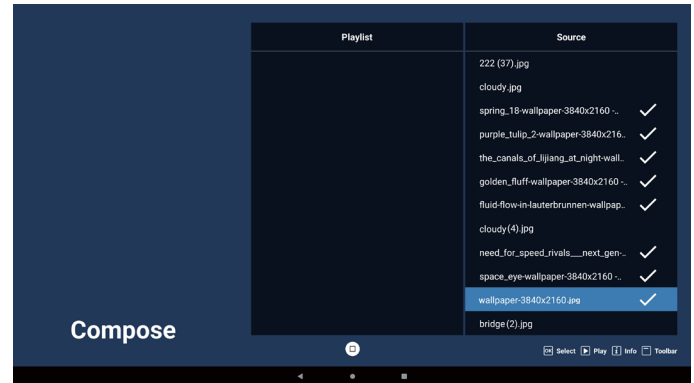 Playlist
Source
222 (37).jpg
cloudy.jpg
spring_18-wallpaper-3840x2160 -..
purple_tulip_2-wallpaper-3840x216..
the_canals_of_lijiang_at_night-wall..
golden_fluff-wallpaper-3840x2160 -..
fluid-flow-in-lauterbrunnen-wallpap..
cloudy(4).jpg
need_for_speed_rivals__next_gen-..
space_eye-wallpaper-3840x2160 -..
wallpaper-3840x2160.jpg
bridge(2).jpg
Compose
OK Select Play i Info Toolbar